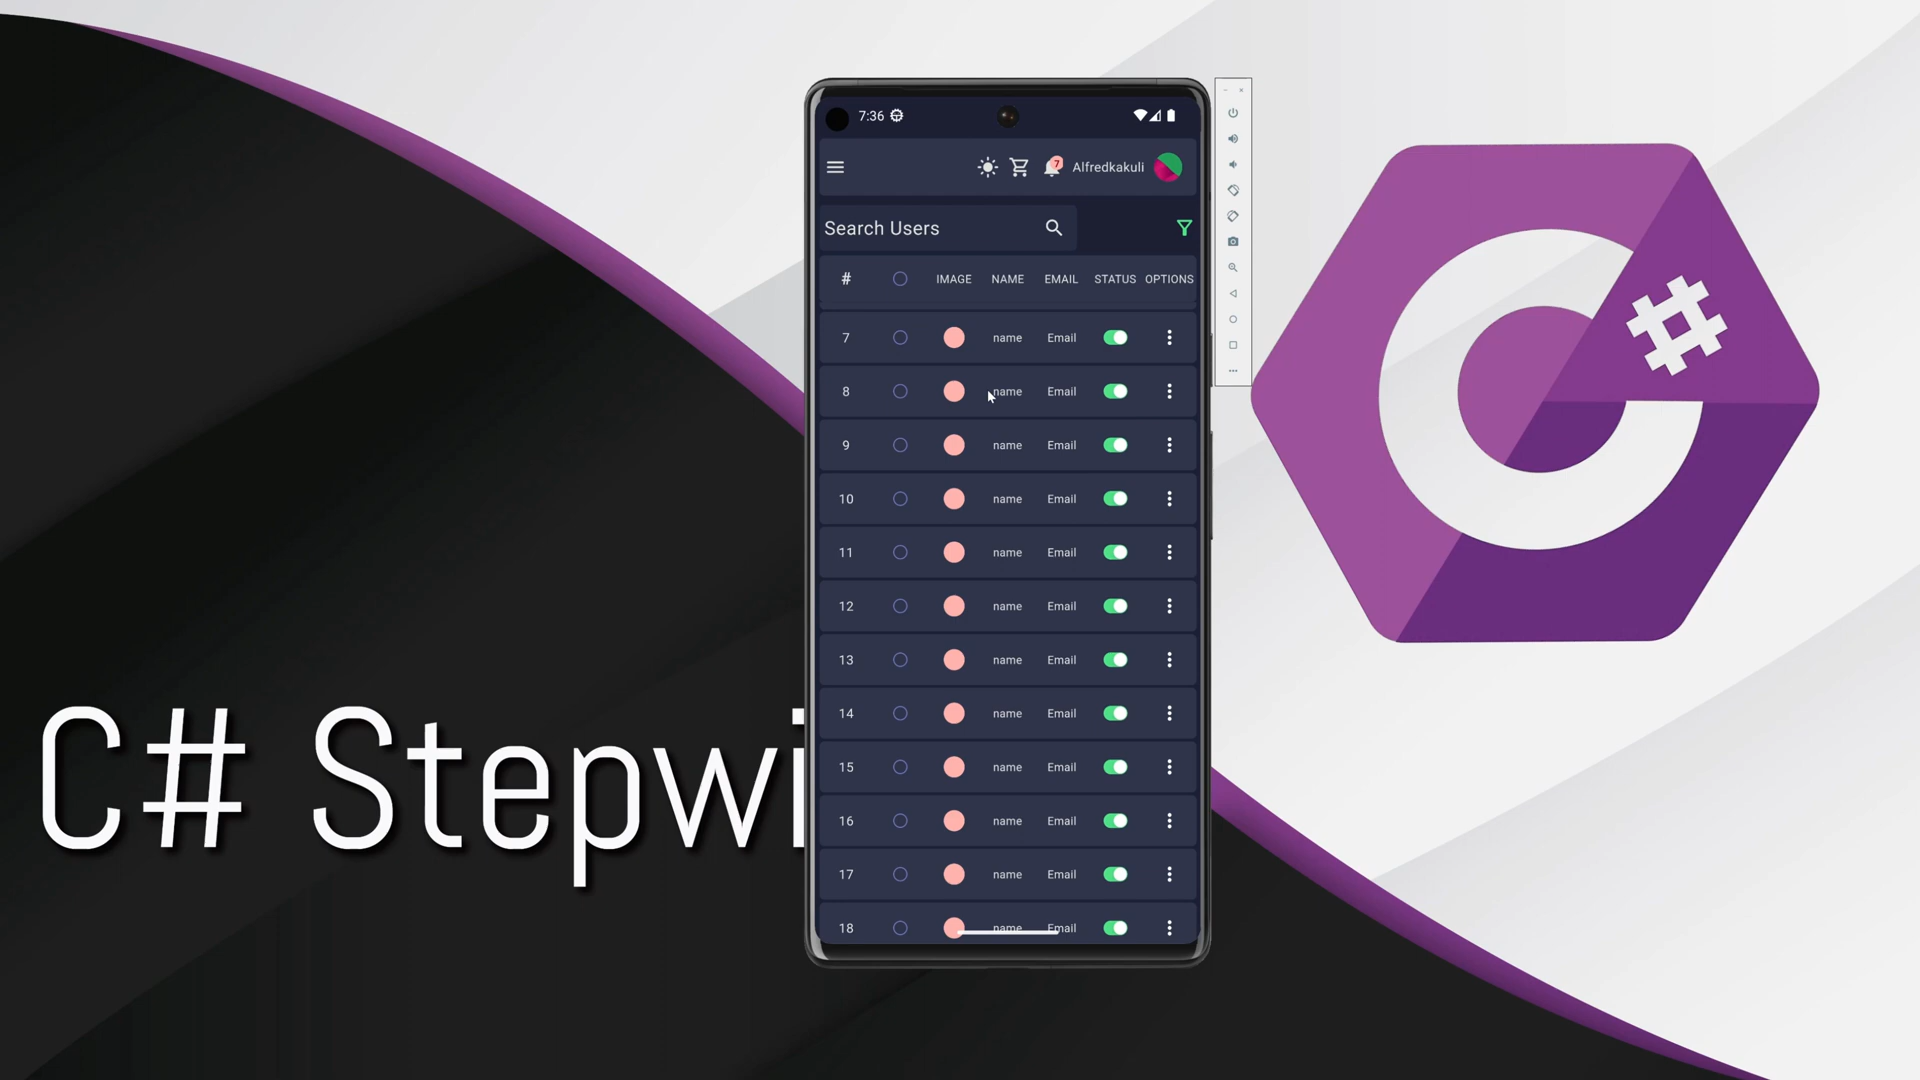 7:36
7
Alfredkakuli
Search Users
# IMAGE NAME EMAIL STATUS OPTIONS
7 name Email
8 name Email
9 name Email
10 name Email
11 name Email
12 name Email
13 name Email
14 name Email
15 name Email
16 name Email
17 name Email
18 name Email
C# Stepwi
C#